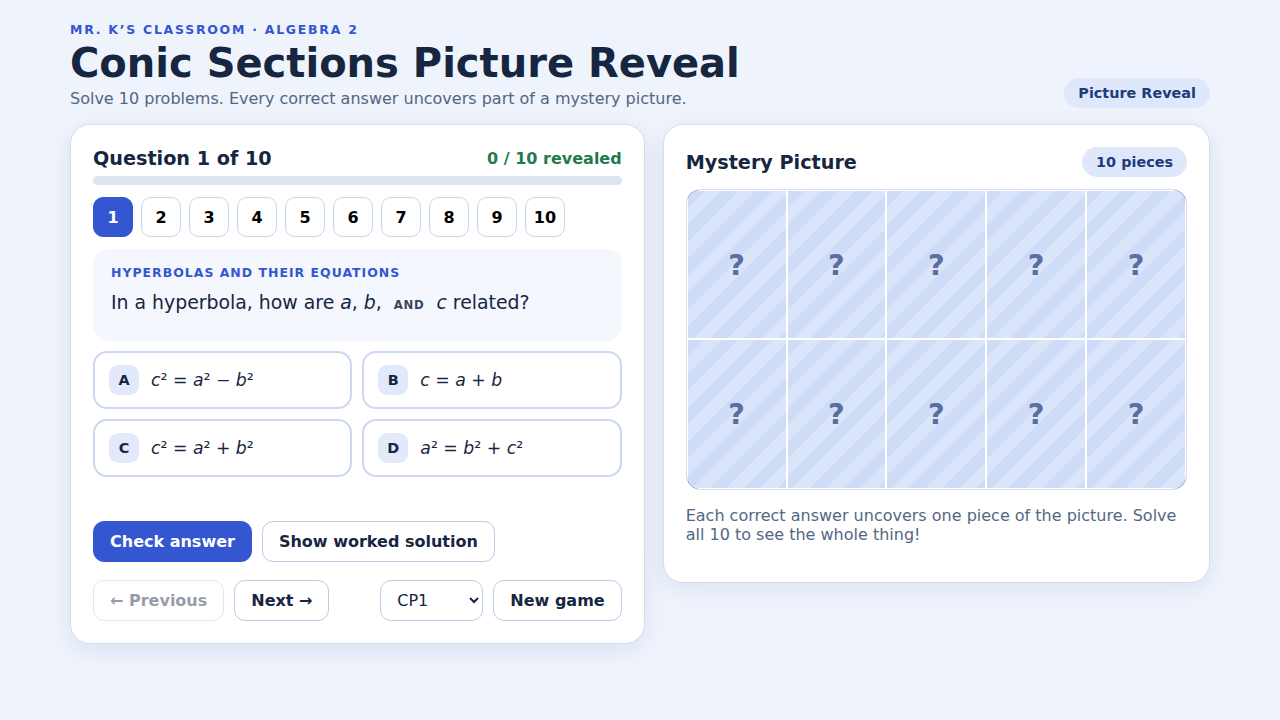 MR. K’S CLASSROOM · ALGEBRA 2
Conic Sections Picture Reveal
Solve 10 problems. Every correct answer uncovers part of a mystery picture.
Picture Reveal
Question 1 of 10
0 / 10 revealed
1 2 3 4 5 6 7 8 9 10
HYPERBOLAS AND THEIR EQUATIONS
In a hyperbola, how are a, b, AND c related?
A c² = a² − b²
B c = a + b
C c² = a² + b²
D a² = b² + c²
Check answer
Show worked solution
← Previous
Next →
CP1
New game
Mystery Picture
10 pieces
? ? ? ? ?
? ? ? ? ?
Each correct answer uncovers one piece of the picture. Solve
all 10 to see the whole thing!